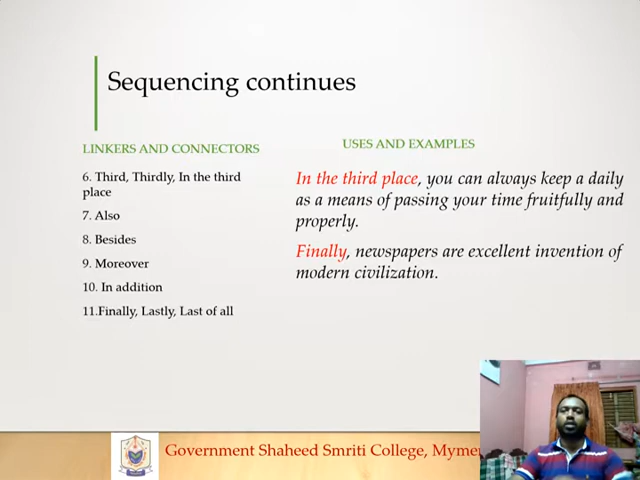 Sequencing continues
LINKERS AND CONNECTORS
6. Third, Thirdly, In the third
place
7. Also
8. Besides
9. Moreover
10. In addition
11.Finally, Lastly, Last of all
USES AND EXAMPLES
In the third place, you can always keep a daily
as a means of passing your time fruitfully and
properly.
Finally, newspapers are excellent invention of
modern civilization.
Government Shaheed Smriti College,